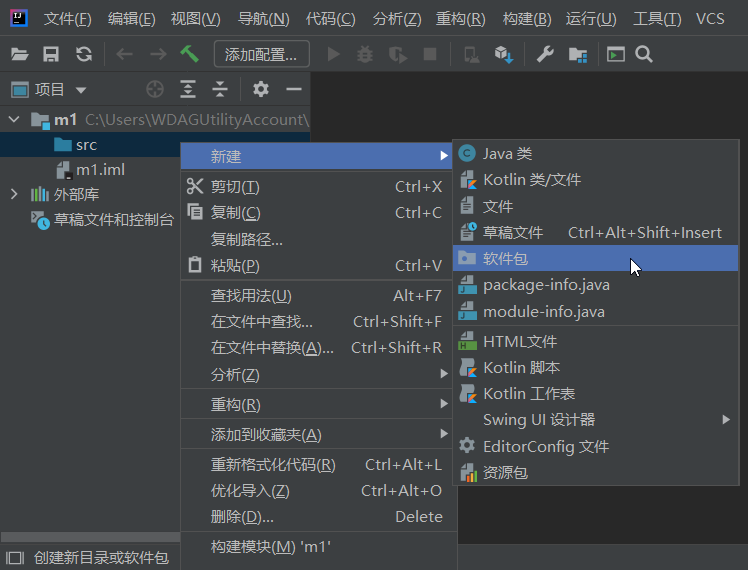 文件(F) 编辑(E) 视图(V) 导航(N) 代码(C) 分析(Z) 重构(R) 构建(B) 运行(U) 工具(T) VCS
添加配置...
项目
m1 C:\Users\WDAGUtilityAccount\
src
m1.iml
外部库
草稿文件和控制台
新建
剪切(T) Ctrl+X
复制(C) Ctrl+C
复制路径...
粘贴(P) Ctrl+V
查找用法(U) Alt+F7
在文件中查找... Ctrl+Shift+F
在文件中替换(A)... Ctrl+Shift+R
分析(Z)
重构(R)
添加到收藏夹(A)
重新格式化代码(R) Ctrl+Alt+L
优化导入(Z) Ctrl+Alt+O
删除(D)... Delete
构建模块(M) 'm1'
Java 类
Kotlin 类/文件
文件
草稿文件 Ctrl+Alt+Shift+Insert
软件包
package-info.java
module-info.java
HTML文件
Kotlin 脚本
Kotlin 工作表
Swing UI 设计器
EditorConfig 文件
资源包
创建新目录或软件包